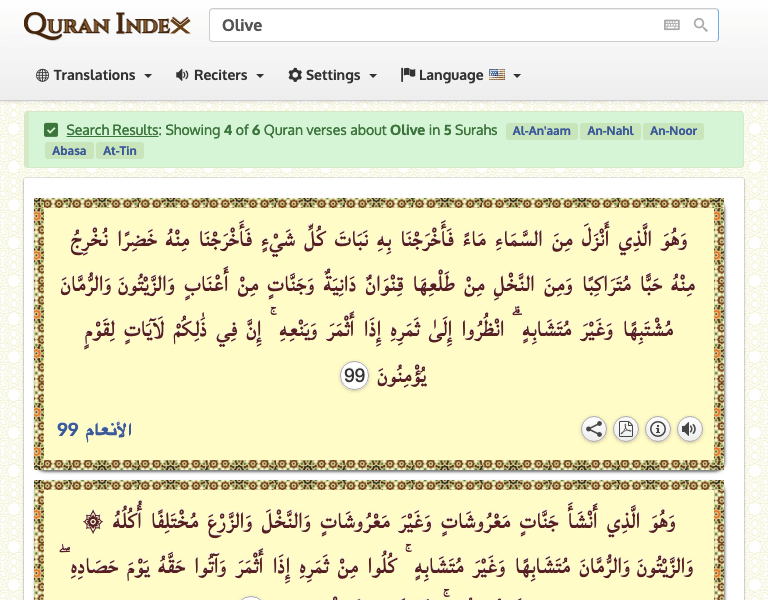 QURAN INDEX
Olive
Translations Reciters Settings Language
Search Results: Showing 4 of 6 Quran verses about Olive in 5 Surahs Al-An'aam An-Nahl An-Noor
Abasa At-Tin
وَهُوَ الَّذِي أَنْزَلَ مِنَ السَّمَاءِ مَاءً فَأَخْرَجْنَا بِهِ نَبَاتَ كُلِّ شَيْءٍ فَأَخْرَجْنَا مِنْهُ خَضِرًا نُخْرِجُ
مِنْهُ حَبًّا مُتَرَاكِبًا وَمِنَ النَّخْلِ مِنْ طَلْعِهَا قِنْوَانٌ دَانِيَةٌ وَجَنَّاتٍ مِنْ أَعْنَابٍ وَالزَّيْتُونَ وَالرُّمَّانَ
مُشْتَبِهًا وَغَيْرَ مُتَشَابِهٍ ۗ انْظُرُوا إِلَىٰ ثَمَرِهِ إِذَا أَثْمَرَ وَيَنْعِهِ ۚ إِنَّ فِي ذَٰلِكُمْ لَآيَاتٍ لِقَوْمٍ
يُؤْمِنُونَ 99
الأنعام 99
۞ وَهُوَ الَّذِي أَنْشَأَ جَنَّاتٍ مَعْرُوشَاتٍ وَغَيْرَ مَعْرُوشَاتٍ وَالنَّخْلَ وَالزَّرْعَ مُخْتَلِفًا أُكُلُهُ
وَالزَّيْتُونَ وَالرُّمَّانَ مُتَشَابِهًا وَغَيْرَ مُتَشَابِهٍ ۚ كُلُوا مِنْ ثَمَرِهِ إِذَا أَثْمَرَ وَآتُوا حَقَّهُ يَوْمَ حَصَادِهِ ۖ